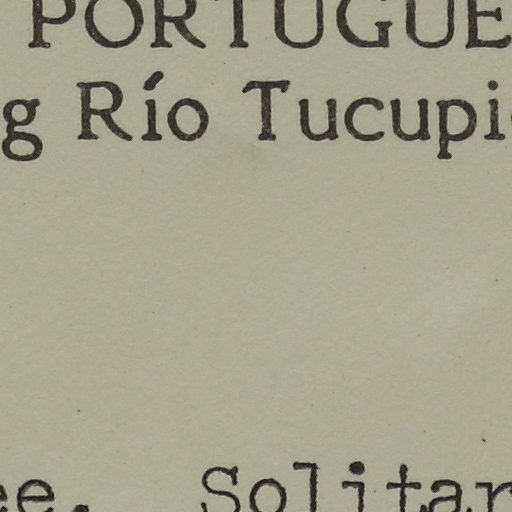 PORTUGUE
g Río Tucupi
ee. Solitar